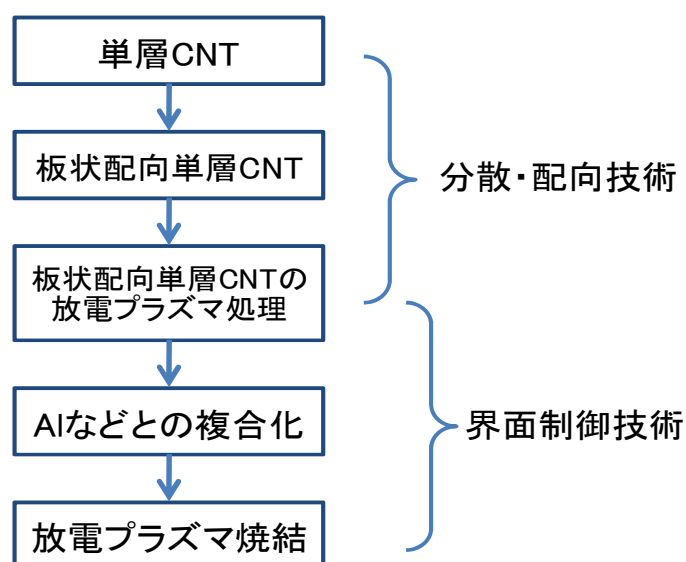 単層CNT
板状配向単層CNT
分散・配向技術
板状配向単層CNTの
放電プラズマ処理
Alなどとの複合化
界面制御技術
放電プラズマ焼結